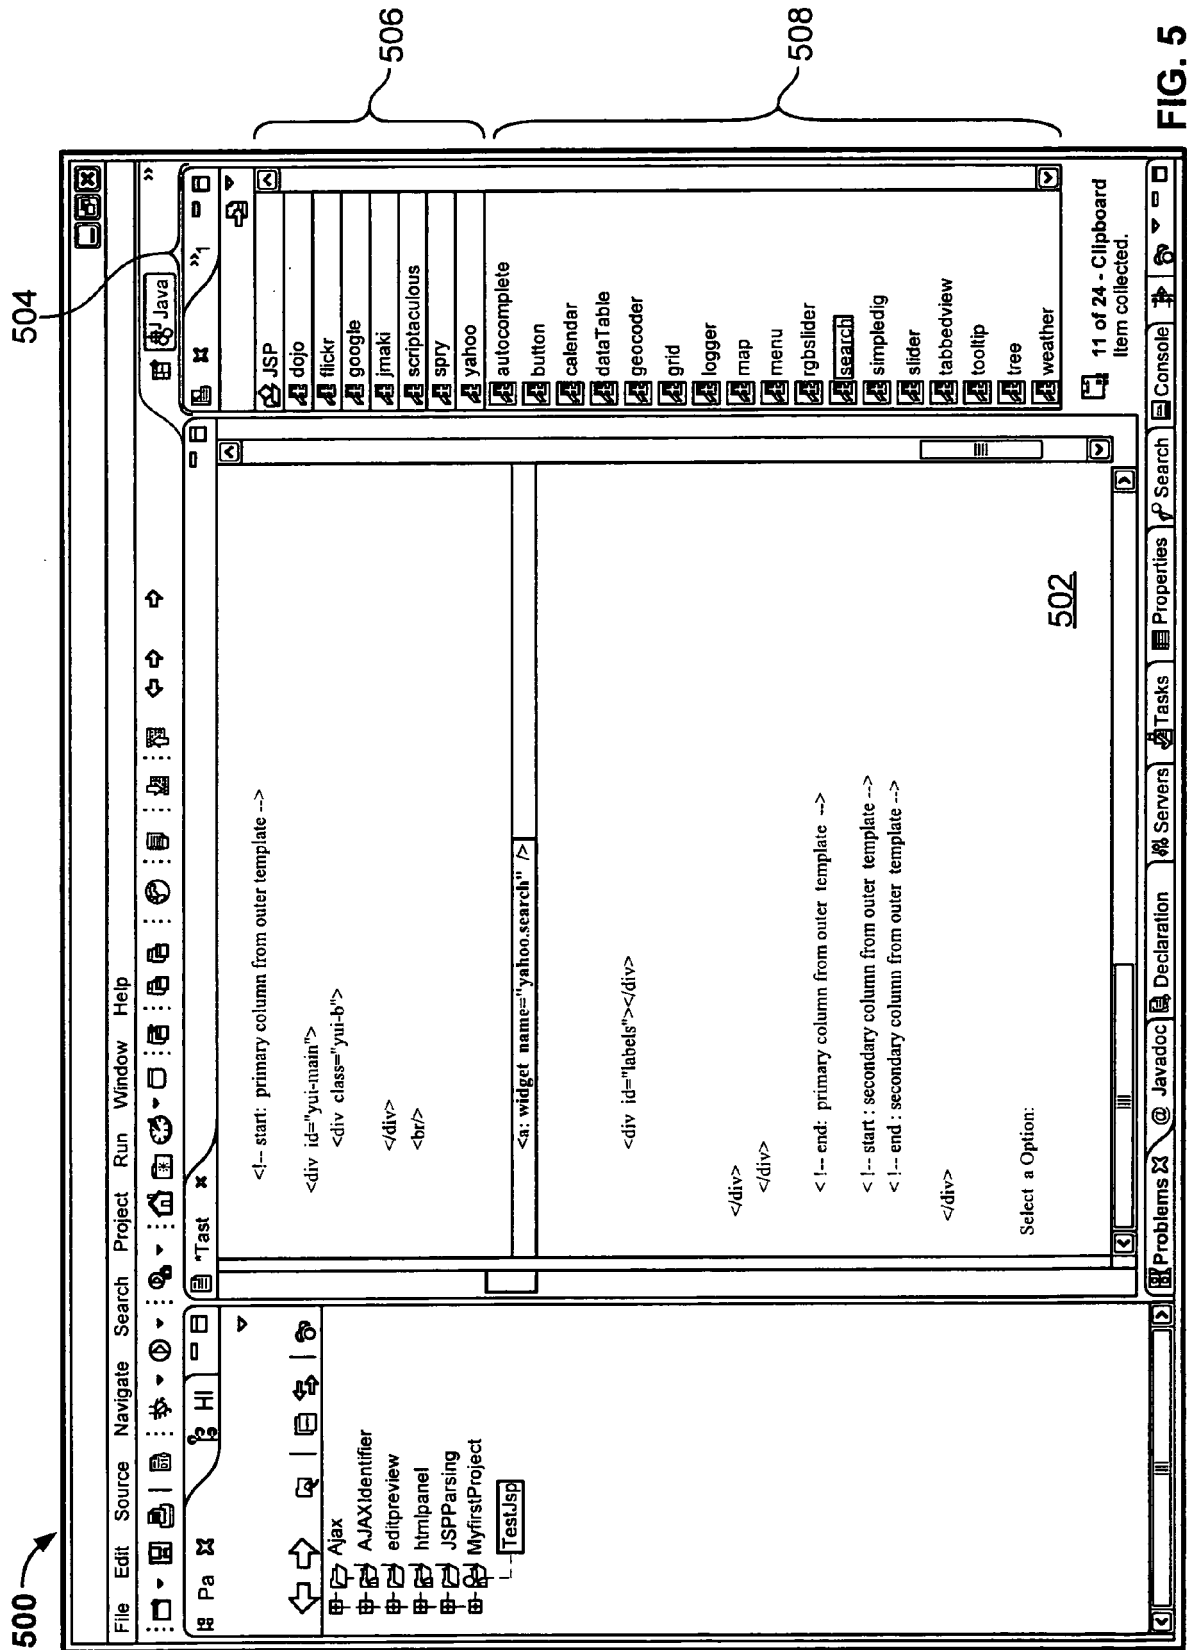 500
504
File Edit Source Navigate Search Project Run Window Help
Java
Pa
HI
*Tast
»1
Ajax
AJAXIdentifier
editpreview
htmlpanel
JSPParsing
MyfirstProject
TestJsp
<!-- start: primary column from outer template -->
<div id="yui-main">
<div class="yui-b">
</div>
<br/>
<a: widget name="yahoo.search" />
<div id="labels"></div>
</div>
</div>
< !-- end: primary column from outer template -->
< !-- start : secondary column from outer template -->
< !-- end : secondary column from outer template -->
</div>
Select a Option:
502
JSP
dojo
flickr
google
jmaki
scriptaculous
spry
yahoo
autocomplete
button
calendar
dataTable
geocoder
grid
logger
map
menu
rgbslider
search
simpledig
slider
tabbedview
tooltip
tree
weather
11 of 24 - Clipboard
Item collected.
506
508
Problems @ Javadoc Declaration Servers Tasks Properties Search Console
FIG. 5